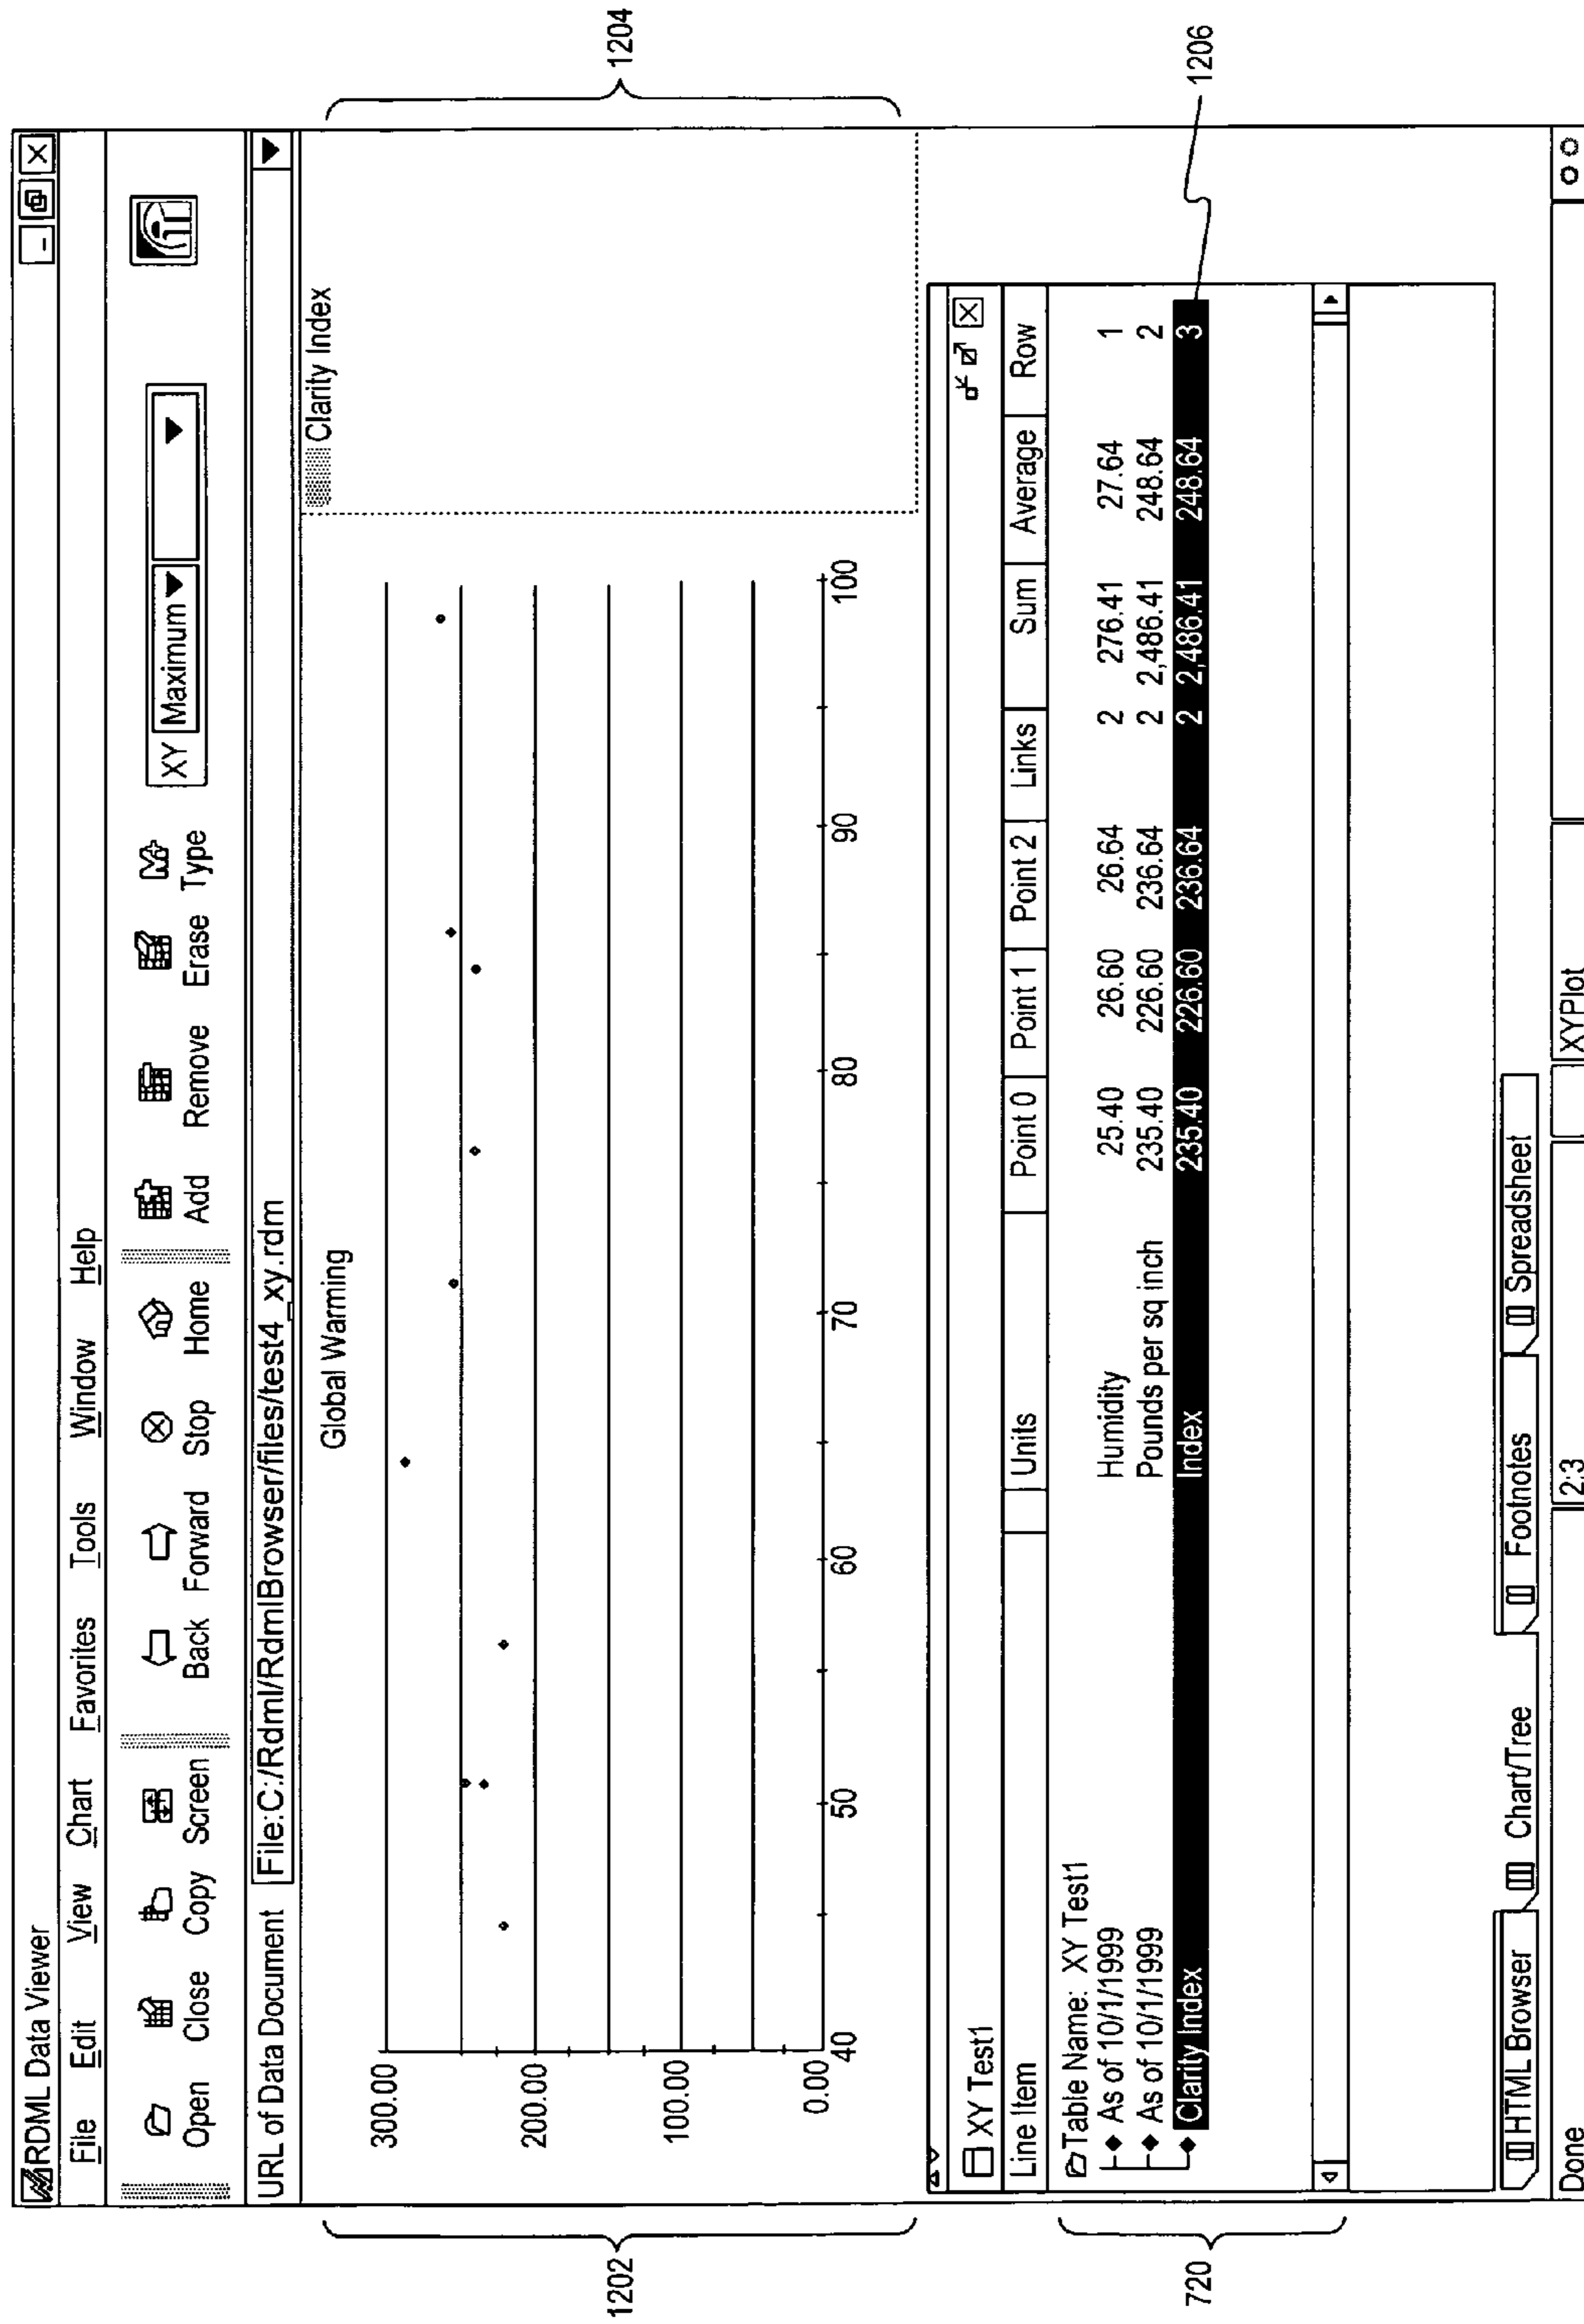 RDML Data Viewer
File Edit View Chart Favorites Tools Window Help
Open Close Copy Screen Back Forward Stop Home Add Remove Erase Type XY Maximum
URL of Data Document File:C:/Rdml/RdmlBrowser/files/test4_xy.rdm
Global Warming
Clarity Index
300.00
200.00
100.00
0.00
40 50 60 70 80 90 100
1202
1204
XY Test1
Line Item Units Point 0 Point 1 Point 2 Links Sum Average Row
Table Name: XY Test1
As of 10/1/1999 Humidity 25.40 26.60 26.64 2 276.41 27.64 1
As of 10/1/1999 Pounds per sq inch 235.40 226.60 236.64 2 2,486.41 248.64 2
Clarity Index Index 235.40 226.60 236.64 2 2,486.41 248.64 3
720
1206
HTML Browser Chart/Tree Footnotes Spreadsheet
Done 2:3 XYPlot